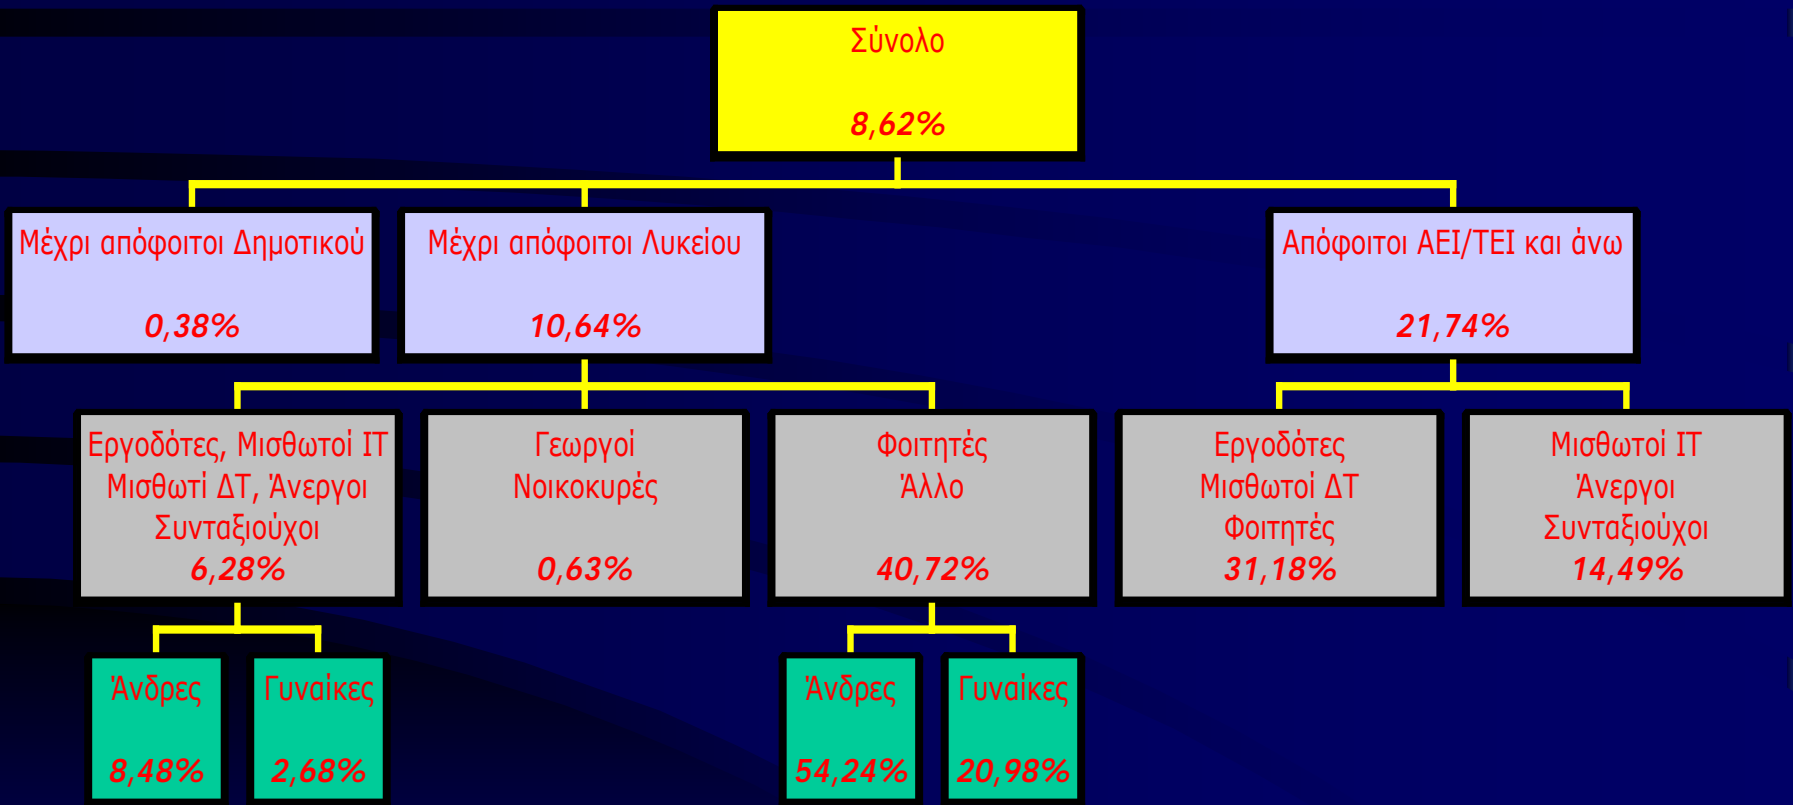 Σύνολο
8,62%
Μέχρι απόφοιτοι Δημοτικού
0,38%
Μέχρι απόφοιτοι Λυκείου
10,64%
Απόφοιτοι ΑΕΙ/ΤΕΙ και άνω
21,74%
Εργοδότες, Μισθωτοί ΙΤ
Μισθωτί ΔΤ, Άνεργοι
Συνταξιούχοι
6,28%
Γεωργοί
Νοικοκυρές
0,63%
Φοιτητές
Άλλο
40,72%
Εργοδότες
Μισθωτοί ΔΤ
Φοιτητές
31,18%
Μισθωτοί ΙΤ
Άνεργοι
Συνταξιούχοι
14,49%
Άνδρες
8,48%
Γυναίκες
2,68%
Άνδρες
54,24%
Γυναίκες
20,98%